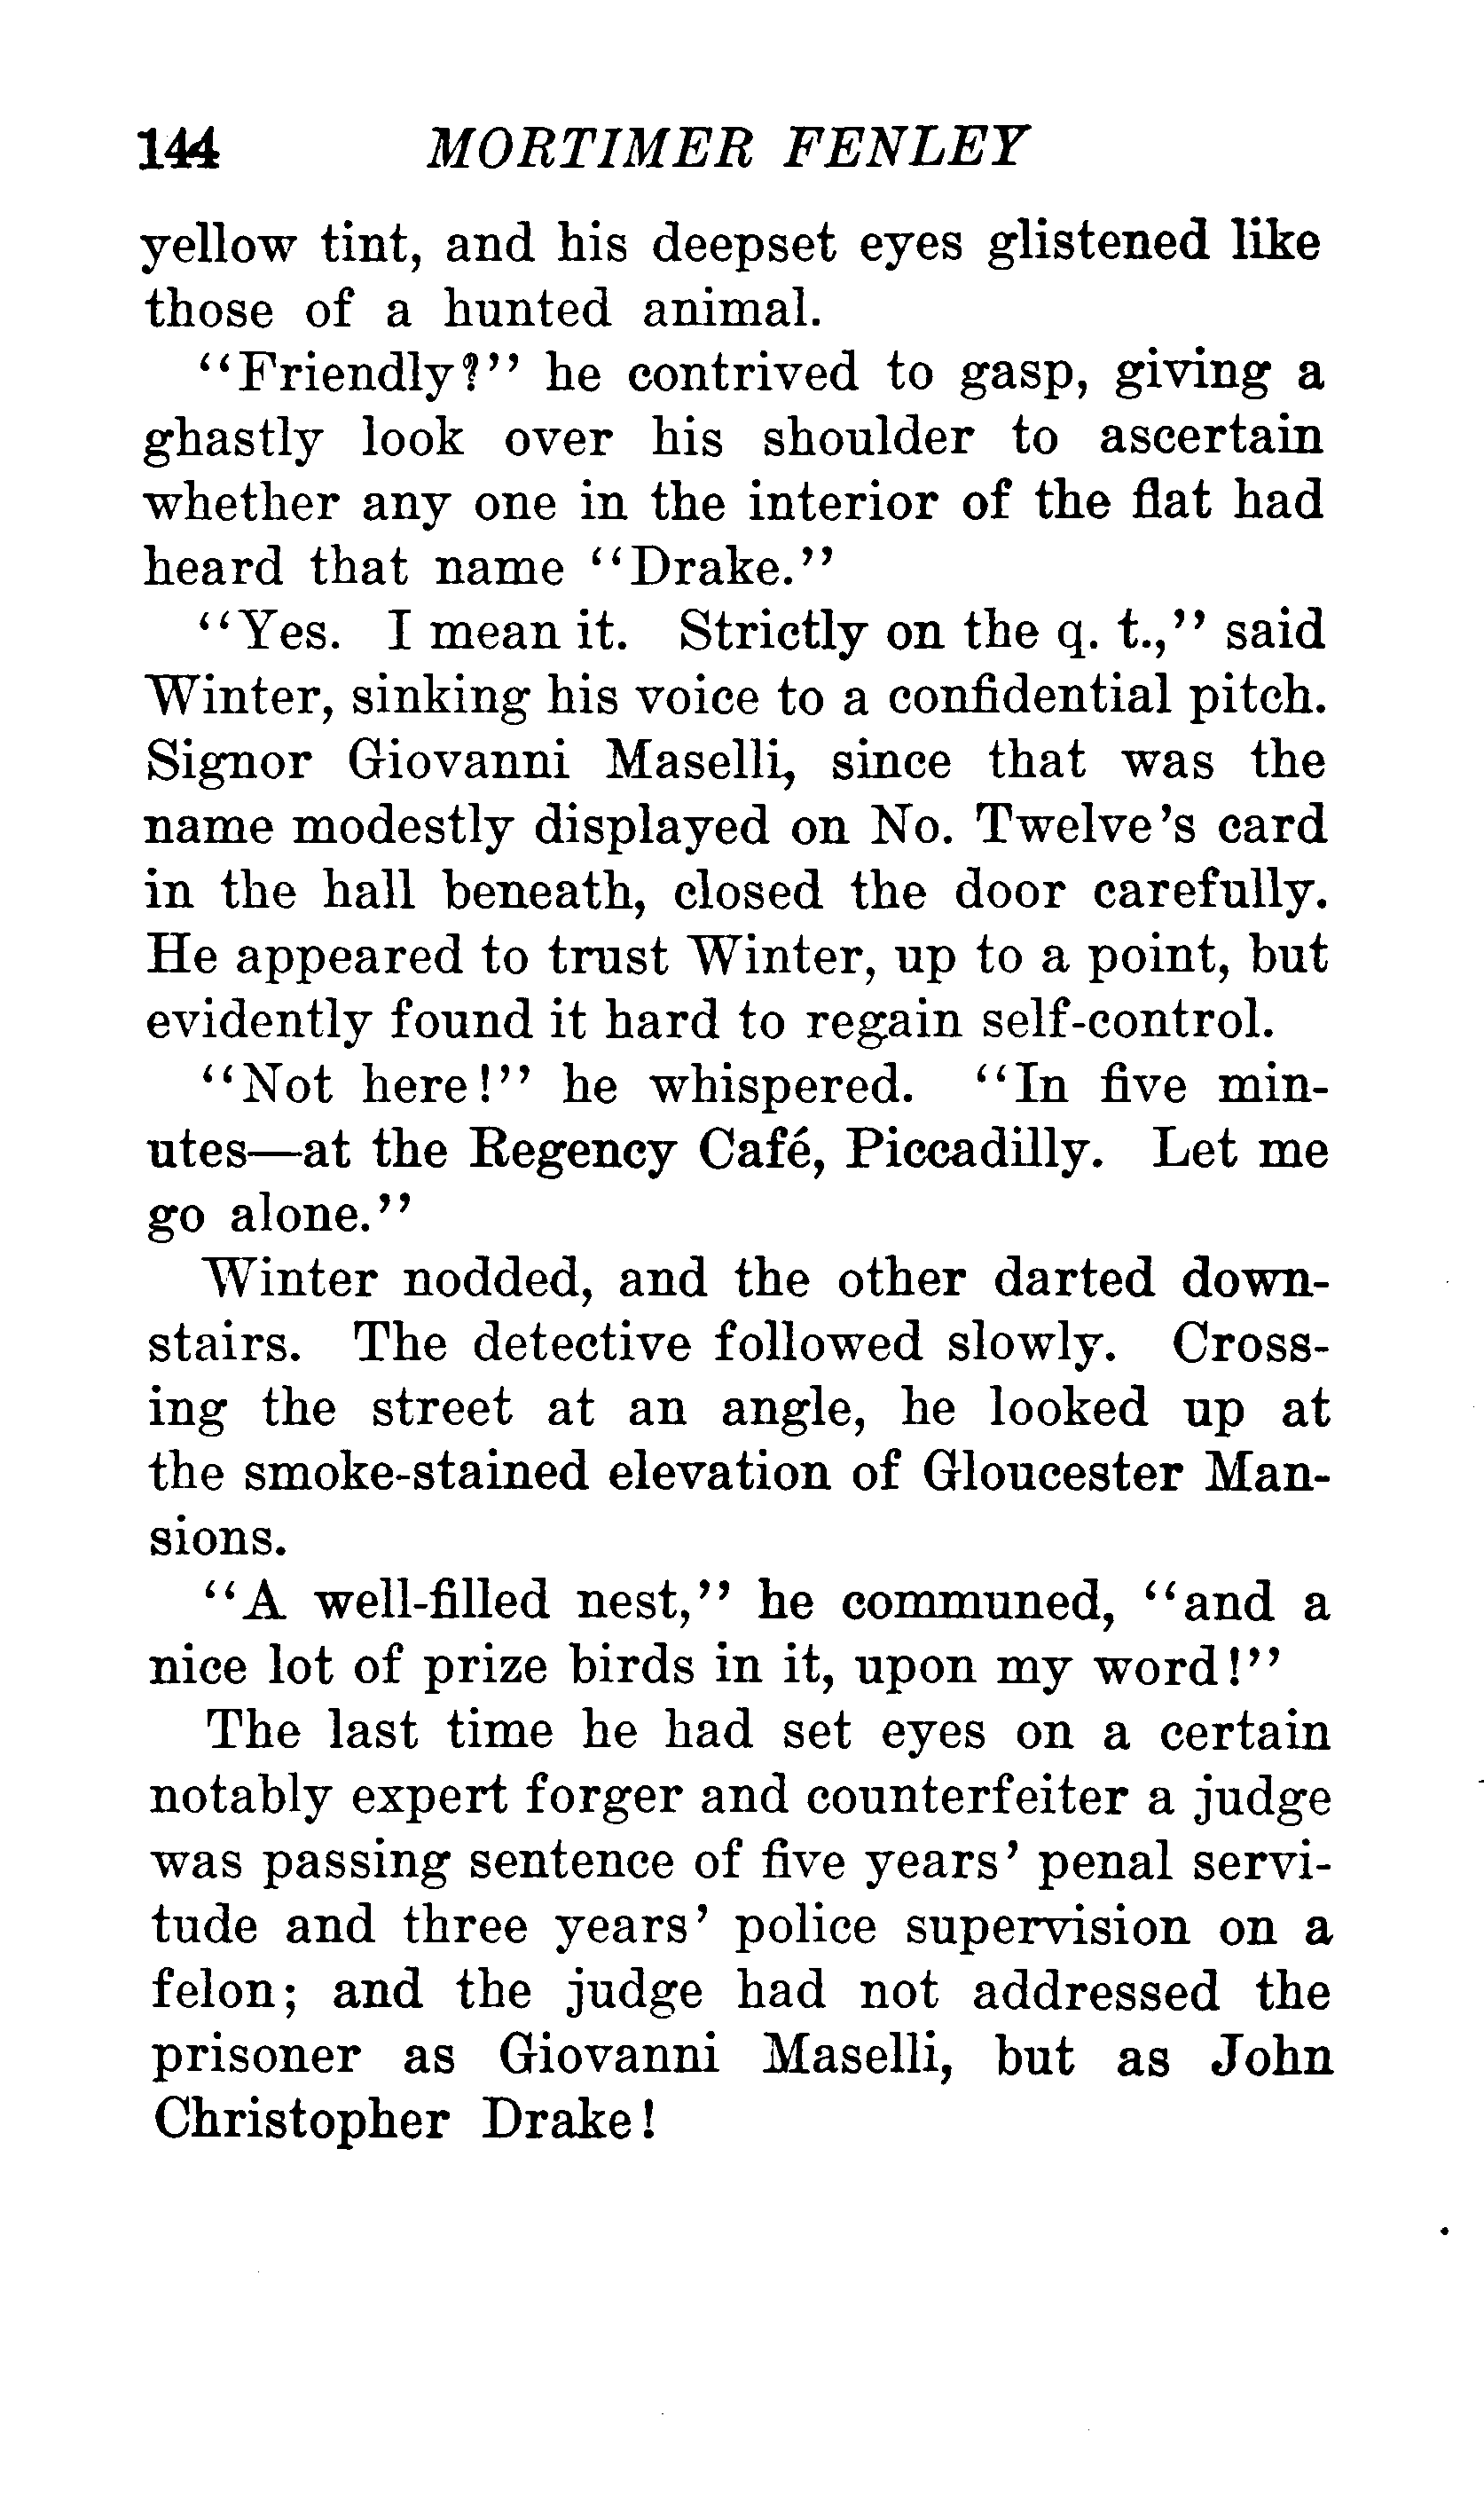 144 MORTIMER FENLEY
yellow tint, and his deepset eyes glistened like
those of a hunted animal.
"Friendly?" he contrived to gasp, giving a
ghastly look over his shoulder to ascertain
whether any one in the interior of the flat had
heard that name "Drake."
"Yes. I mean it. Strictly on the q. t.," said
Winter, sinking his voice to a confidential pitch.
Signor Giovanni Maselli, since that was the
name modestly displayed on No. Twelve's card
in the hall beneath, closed the door carefully.
He appeared to trust Winter, up to a point, but
evidently found it hard to regain self-control.
"Not here!" he whispered. "In five min-
utes—at the Regency Café, Piccadilly. Let me
go alone."
Winter nodded, and the other darted down-
stairs. The detective followed slowly. Cross-
ing the street at an angle, he looked up at
the smoke-stained elevation of Gloucester Man-
sions.
"A well-filled nest," he communed, "and a
nice lot of prize birds in it, upon my word!"
The last time he had set eyes on a certain
notably expert forger and counterfeiter a judge
was passing sentence of five years' penal servi-
tude and three years' police supervision on a
felon; and the judge had not addressed the
prisoner as Giovanni Maselli, but as John
Christopher Drake!